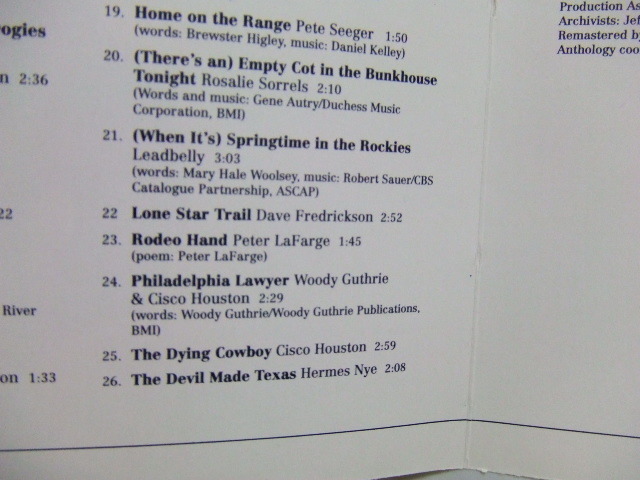 ogies
n 2:36
22
River
on 1:33
19. Home on the Range Pete Seeger 1:50
(words: Brewster Higley, music: Daniel Kelley)
20. (There's an) Empty Cot in the Bunkhouse
Tonight Rosalie Sorrels 2:10
(Words and music: Gene Autry/Duchess Music
Corporation, BMI)
21. (When It's) Springtime in the Rockies
Leadbelly 3:03
(words: Mary Hale Woolsey, music: Robert Sauer/CBS
Catalogue Partnership, ASCAP)
22 Lone Star Trail Dave Fredrickson 2:52
23. Rodeo Hand Peter LaFarge 1:45
(poem: Peter LaFarge)
24. Philadelphia Lawyer Woody Guthrie
& Cisco Houston 2:29
(words: Woody Guthrie/Woody Guthrie Publications,
BMI)
25. The Dying Cowboy Cisco Houston 2:59
26. The Devil Made Texas Hermes Nye 2:08
Production As
Archivists: Jef
Remastered by
Anthology coo